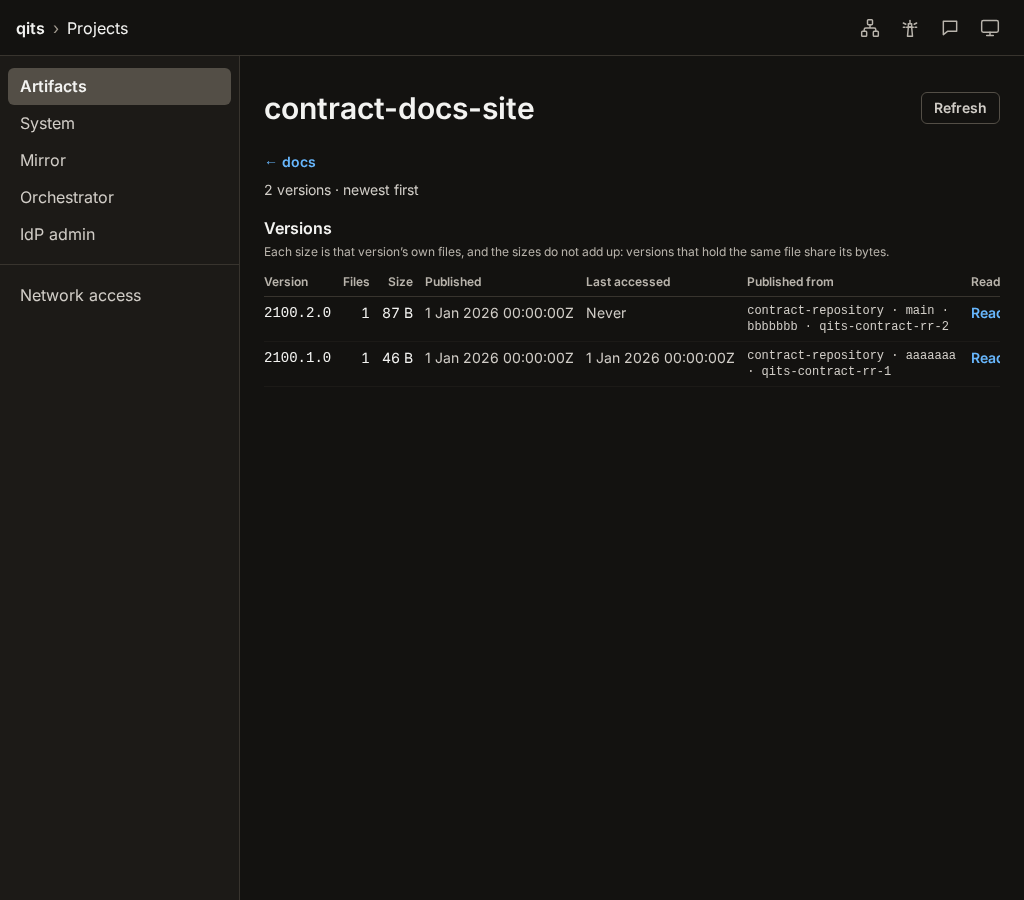 qits › Projects
Artifacts
System
Mirror
Orchestrator
IdP admin
Network access
contract-docs-site
Refresh
← docs
2 versions · newest first
Versions
Each size is that version’s own files, and the sizes do not add up: versions that hold the same file share its bytes.
Version Files Size Published Last accessed Published from Read
2100.2.0 1 87 B 1 Jan 2026 00:00:00Z Never contract-repository · main · Read
bbbbbbb · qits-contract-rr-2
2100.1.0 1 46 B 1 Jan 2026 00:00:00Z 1 Jan 2026 00:00:00Z contract-repository · aaaaaaa Read
· qits-contract-rr-1